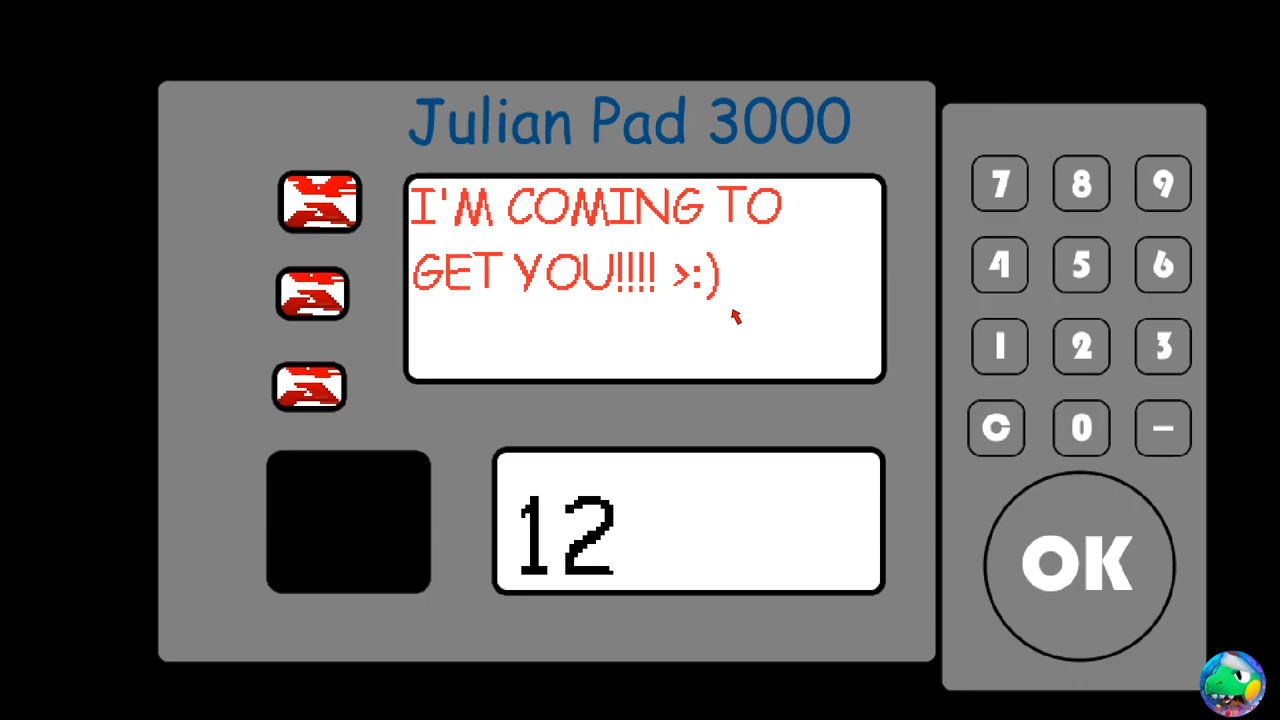 Julian Pad 3000
I'M COMING TO
GET YOU!!!! >:)
12
7 8 9
4 5 6
1 2 3
C 0 –
OK